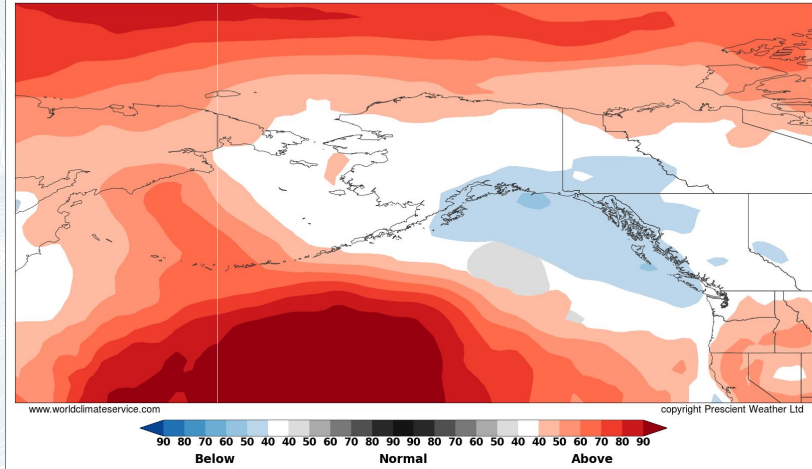 www.worldclimateservice.com copyright Prescient Weather Ltd
90 80 70 60 50 40 40 50 60 70 80 90 90 80 70 60 50 40 40 50 60 70 80 90
Below Normal Above